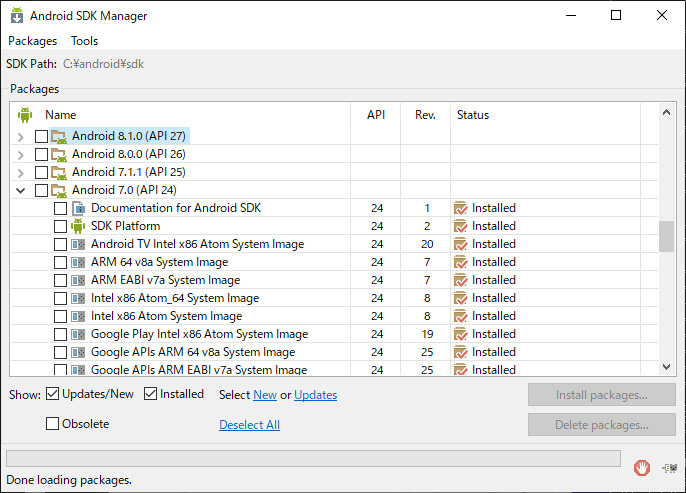 Android SDK Manager
Packages Tools
SDK Path: C:¥android¥sdk
Packages
Name API Rev. Status
Android 8.1.0 (API 27)
Android 8.0.0 (API 26)
Android 7.1.1 (API 25)
Android 7.0 (API 24)
Documentation for Android SDK 24 1 Installed
SDK Platform 24 2 Installed
Android TV Intel x86 Atom System Image 24 20 Installed
ARM 64 v8a System Image 24 7 Installed
ARM EABI v7a System Image 24 7 Installed
Intel x86 Atom_64 System Image 24 8 Installed
Intel x86 Atom System Image 24 8 Installed
Google Play Intel x86 Atom System Image 24 19 Installed
Google APIs ARM 64 v8a System Image 24 25 Installed
Google APIs ARM EABI v7a System Image 24 25 Installed
Show: Updates/New Installed Select New or Updates Install packages...
Obsolete Deselect All Delete packages...
Done loading packages.